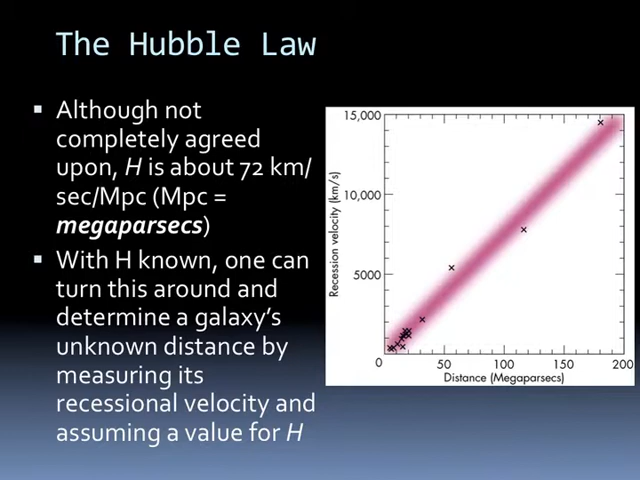 The Hubble Law
▪ Although not
completely agreed
upon, H is about 72 km/
sec/Mpc (Mpc =
megaparsecs)
▪ With H known, one can
turn this around and
determine a galaxy's
unknown distance by
measuring its
recessional velocity and
assuming a value for H
15,000
10,000
5000
Recession velocity (km/s)
0 50 100 150 200
Distance (Megaparsecs)